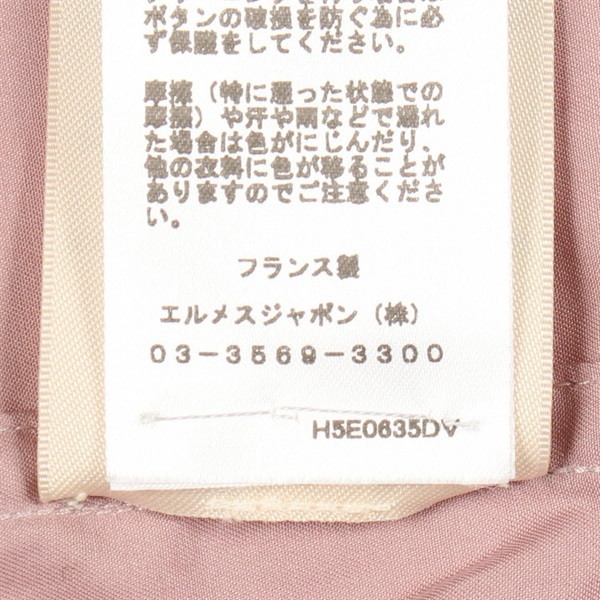 ボタンの破損を防ぐ為に必
ず保護をしてください。
摩擦（特に湿った状態での
摩擦）や汗や雨などで濡れ
た場合は色がにじんだり、
他の衣料に色が移ることが
ありますのでご注意くださ
い。
フランス製
エルメスジャポン（株）
03-3569-3300
H5E0635DV